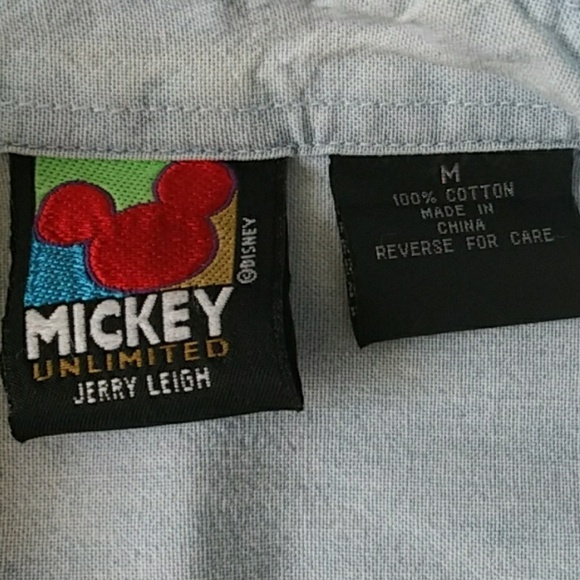 ©DISNEY
MICKEY
UNLIMITED
JERRY LEIGH
M
100% COTTON
MADE IN
CHINA
REVERSE FOR CARE